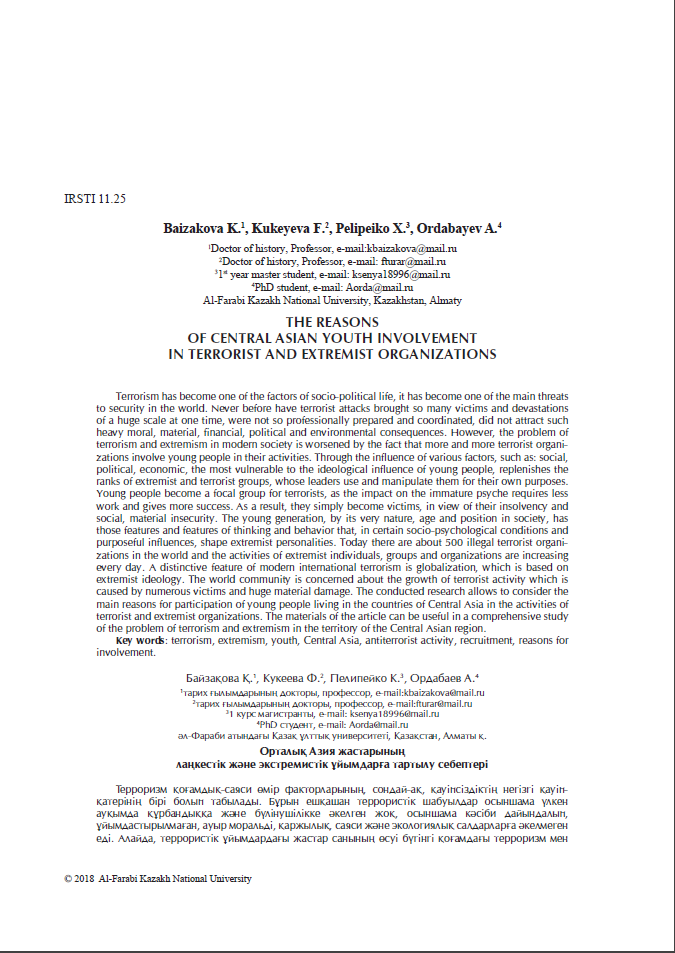 IRSTI 11.25
Baizakova K.¹, Kukeyeva F.², Pelipeiko X.³, Ordabayev A.⁴
¹Doctor of history, Professor, e-mail:kbaizakova@mail.ru
²Doctor of history, Professor, e-mail: fturar@mail.ru
³1ˢᵗ year master student, e-mail: ksenya18996@mail.ru
⁴PhD student, e-mail: Aorda@mail.ru
Al-Farabi Kazakh National University, Kazakhstan, Almaty
THE REASONS
OF CENTRAL ASIAN YOUTH INVOLVEMENT
IN TERRORIST AND EXTREMIST ORGANIZATIONS
Terrorism has become one of the factors of socio-political life, it has become one of the main threats
to security in the world. Never before have terrorist attacks brought so many victims and devastations
of a huge scale at one time, were not so professionally prepared and coordinated, did not attract such
heavy moral, material, financial, political and environmental consequences. However, the problem of
terrorism and extremism in modern society is worsened by the fact that more and more terrorist organi-
zations involve young people in their activities. Through the influence of various factors, such as: social,
political, economic, the most vulnerable to the ideological influence of young people, replenishes the
ranks of extremist and terrorist groups, whose leaders use and manipulate them for their own purposes.
Young people become a focal group for terrorists, as the impact on the immature psyche requires less
work and gives more success. As a result, they simply become victims, in view of their insolvency and
social, material insecurity. The young generation, by its very nature, age and position in society, has
those features and features of thinking and behavior that, in certain socio-psychological conditions and
purposeful influences, shape extremist personalities. Today there are about 500 illegal terrorist organi-
zations in the world and the activities of extremist individuals, groups and organizations are increasing
every day. A distinctive feature of modern international terrorism is globalization, which is based on
extremist ideology. The world community is concerned about the growth of terrorist activity which is
caused by numerous victims and huge material damage. The conducted research allows to consider the
main reasons for participation of young people living in the countries of Central Asia in the activities of
terrorist and extremist organizations. The materials of the article can be useful in a comprehensive study
of the problem of terrorism and extremism in the territory of the Central Asian region.
Key words: terrorism, extremism, youth, Central Asia, antiterrorist activity, recruitment, reasons for
involvement.
Байзақова Қ.¹, Кукеева Ф.², Пелипейко К.³, Ордабаев А.⁴
¹тарих ғылымдарының докторы, профессор, e-mail:kbaizakova@mail.ru
²тарих ғылымдарының докторы, профессор, e-mail:fturar@mail.ru
³1 курс магистранты, e-mail: ksenya18996@mail.ru
⁴PhD студент, e-mail: Aorda@mail.ru
әл-Фараби атындағы Қазақ ұлттық университеті, Қазақстан, Алматы қ.
Орталық Азия жастарының
лаңкестік және экстремистік ұйымдарға тартылу себептері
Терроризм қоғамдық-саяси өмір факторларының, сондай-ақ, қауіпсіздіктің негізгі қауін-
қатерінің бірі болып табылады. Бұрын ешкашан террористік шабуылдар осыншама үлкен
ауқымда құрбандыққа және бүлінушілікке әкелген жоқ, осыншама кәсіби дайындалып,
ұйымдастырылмаған, ауыр моральді, қаржылық, саяси және экологиялық салдарларға әкелмеген
еді. Алайда, террористік ұйымдардағы жастар санының өсуі бүгінгі қоғамдағы терроризм мен
© 2018 Al-Farabi Kazakh National University